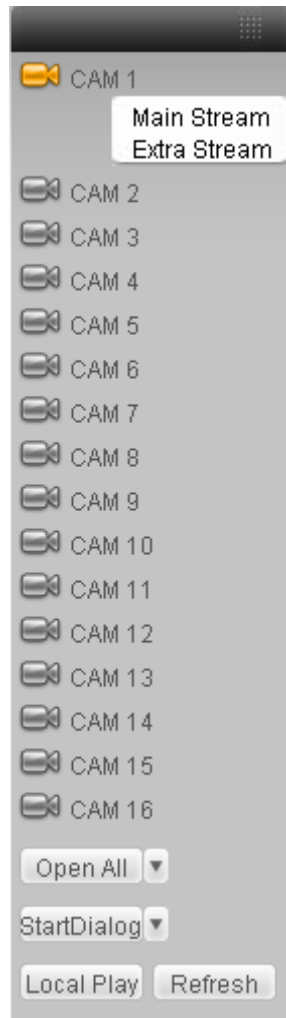 CAM 1
Main Stream
Extra Stream
CAM 2
CAM 3
CAM 4
CAM 5
CAM 6
CAM 7
CAM 8
CAM 9
CAM 10
CAM 11
CAM 12
CAM 13
CAM 14
CAM 15
CAM 16
Open All
StartDialog
Local Play Refresh